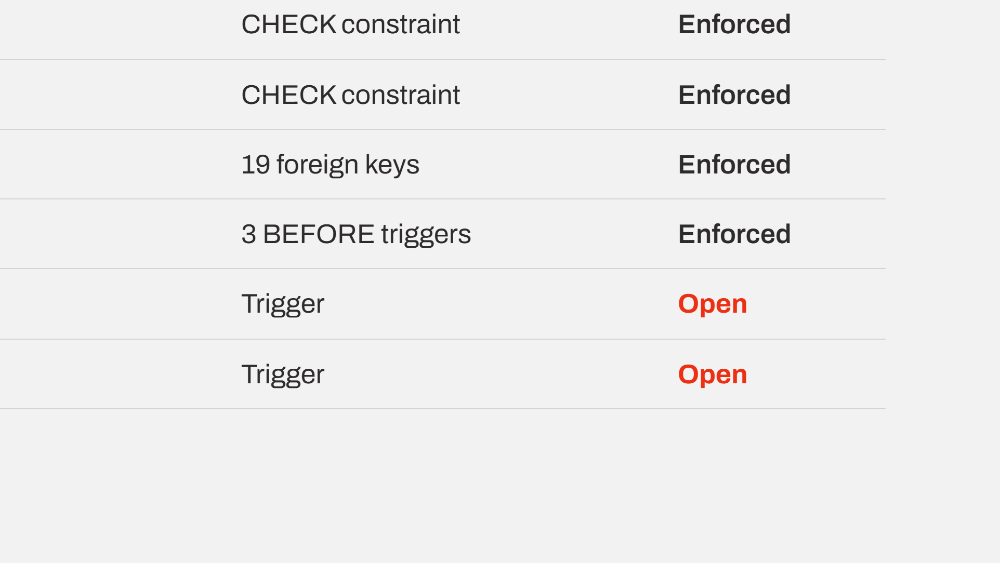 CHECK constraint Enforced
CHECK constraint Enforced
19 foreign keys Enforced
3 BEFORE triggers Enforced
Trigger Open
Trigger Open